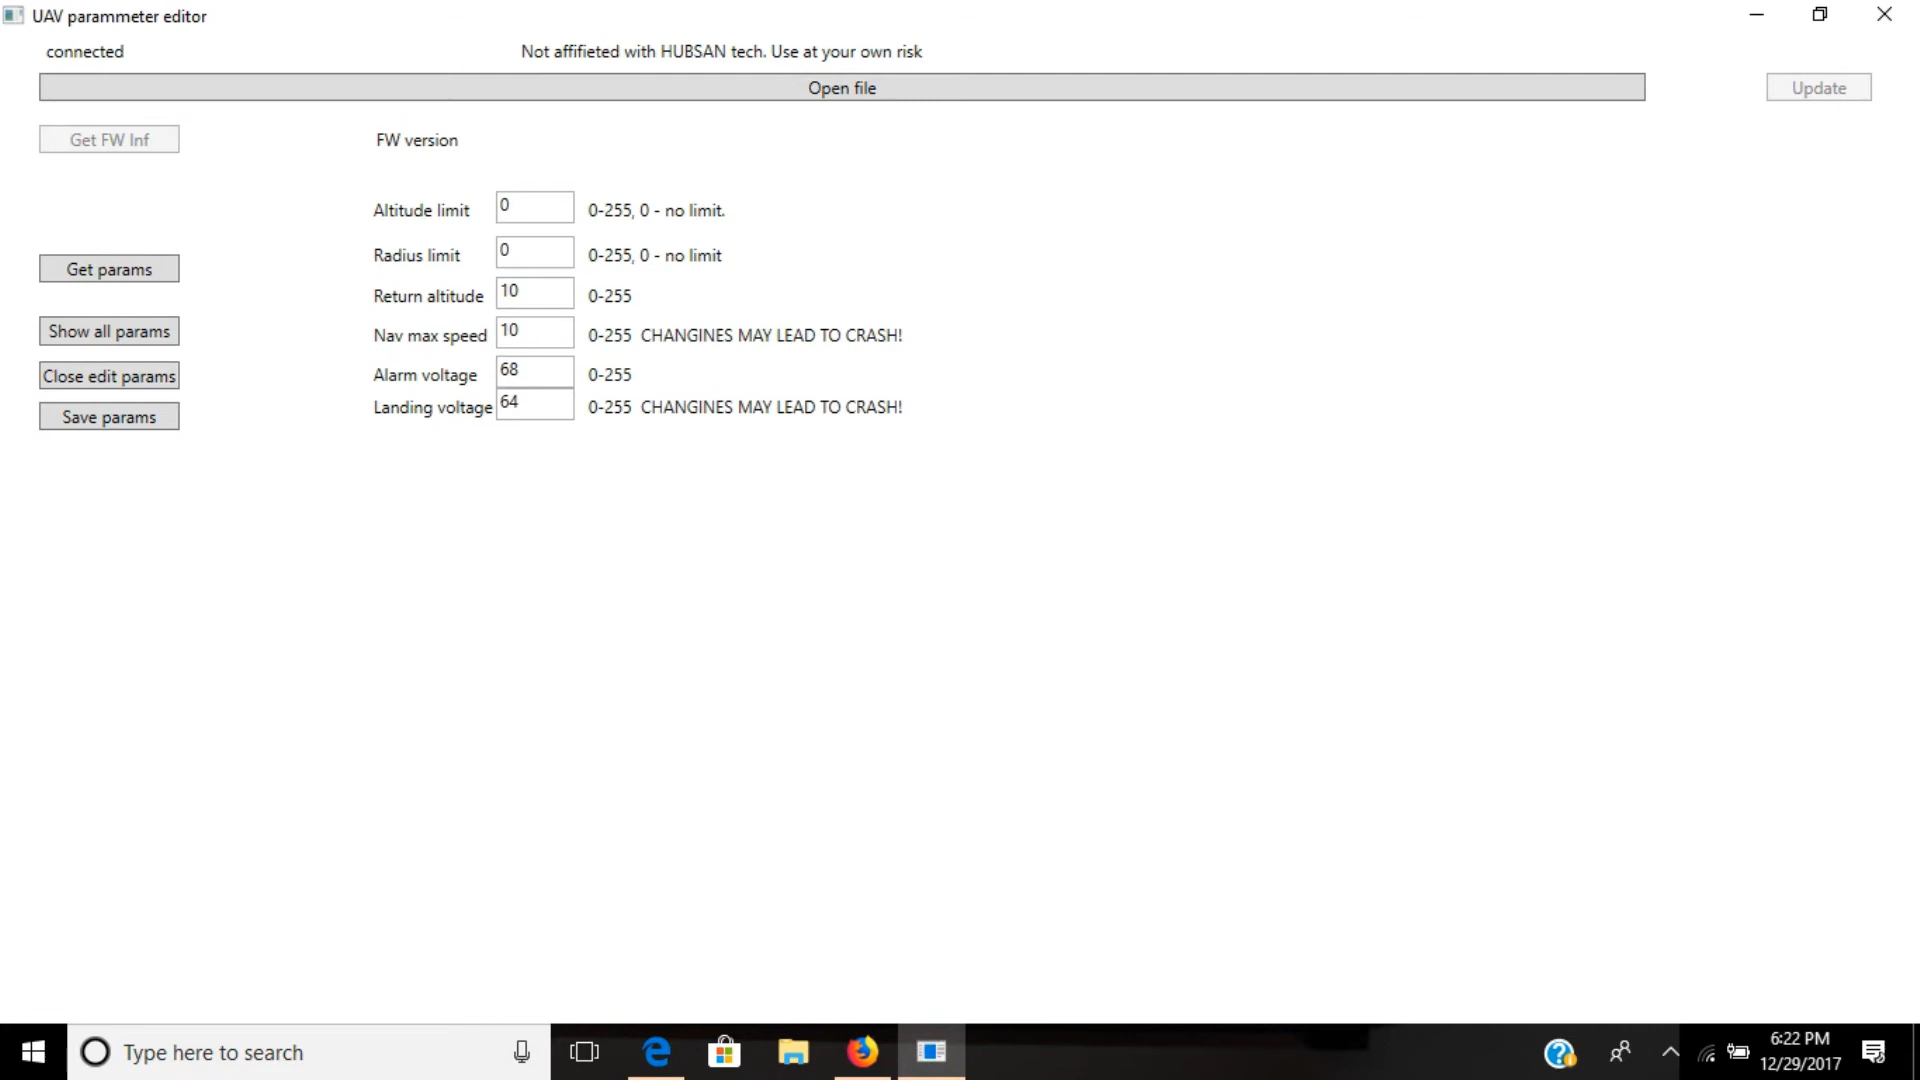 UAV parammeter editor
connected
Not affifieted with HUBSAN tech. Use at your own risk
Open file
Update
Get FW Inf
FW version
Altitude limit 0 0-255, 0 - no limit.
Radius limit 0 0-255, 0 - no limit
Get params
Return altitude 10 0-255
Show all params
Nav max speed 10 0-255 CHANGINES MAY LEAD TO CRASH!
Close edit params
Alarm voltage 68 0-255
Save params
Landing voltage 64 0-255 CHANGINES MAY LEAD TO CRASH!
Type here to search
6:22 PM
12/29/2017